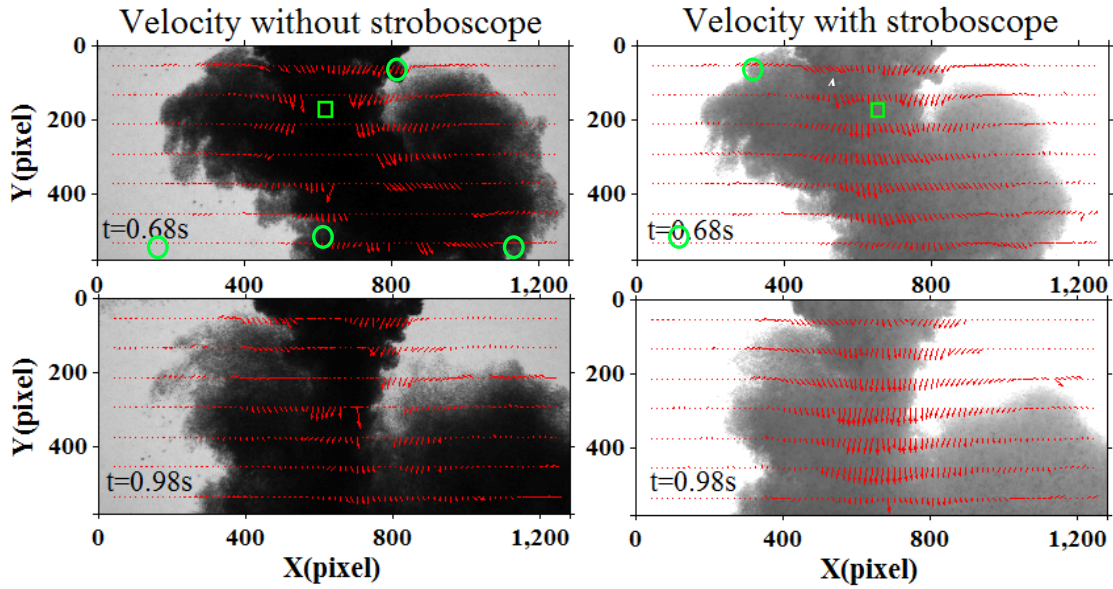 Velocity without stroboscope
Velocity with stroboscope
0
200
400
Y(pixel)
t=0.68s
0 400 800 1,200
0
200
400
Y(pixel)
t=0.68s
0 400 800 1,200
0
200
400
Y(pixel)
t=0.98s
0 400 800 1,200
X(pixel)
0
200
400
Y(pixel)
t=0.98s
0 400 800 1,200
X(pixel)